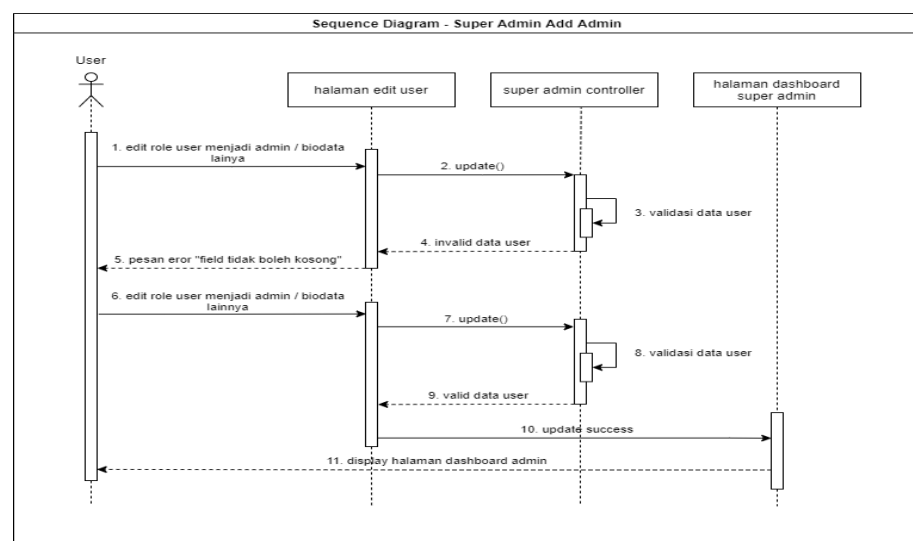 Sequence Diagram - Super Admin Add Admin
User
halaman edit user
super admin controller
halaman dashboard
super admin
1. edit role user menjadi admin / biodata
lainya
2. update()
3. validasi data user
4. invalid data user
5. pesan eror "field tidak boleh kosong"
6. edit role user menjadi admin / biodata
lainnya
7. update()
8. validasi data user
9. valid data user
10. update success
11. display halaman dashboard admin